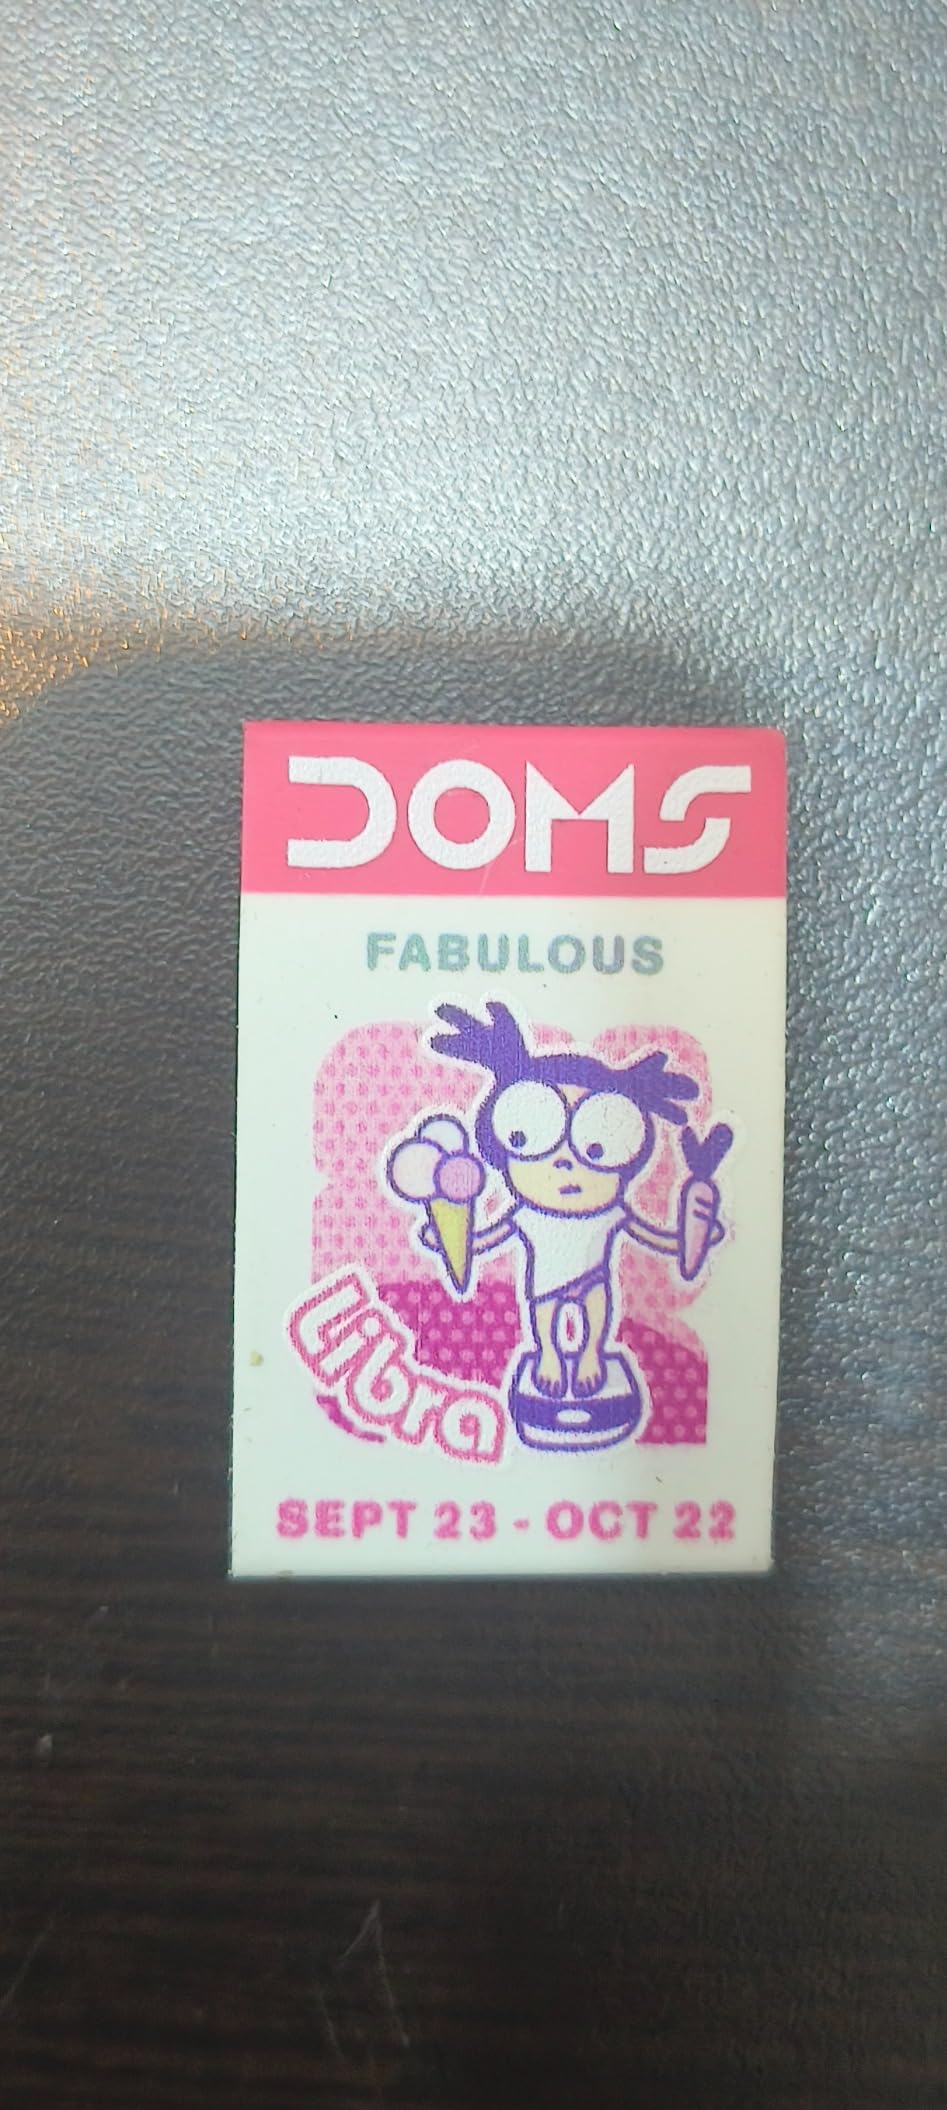 DOMS
FABULOUS
Libra
SEPT 23 - OCT 22